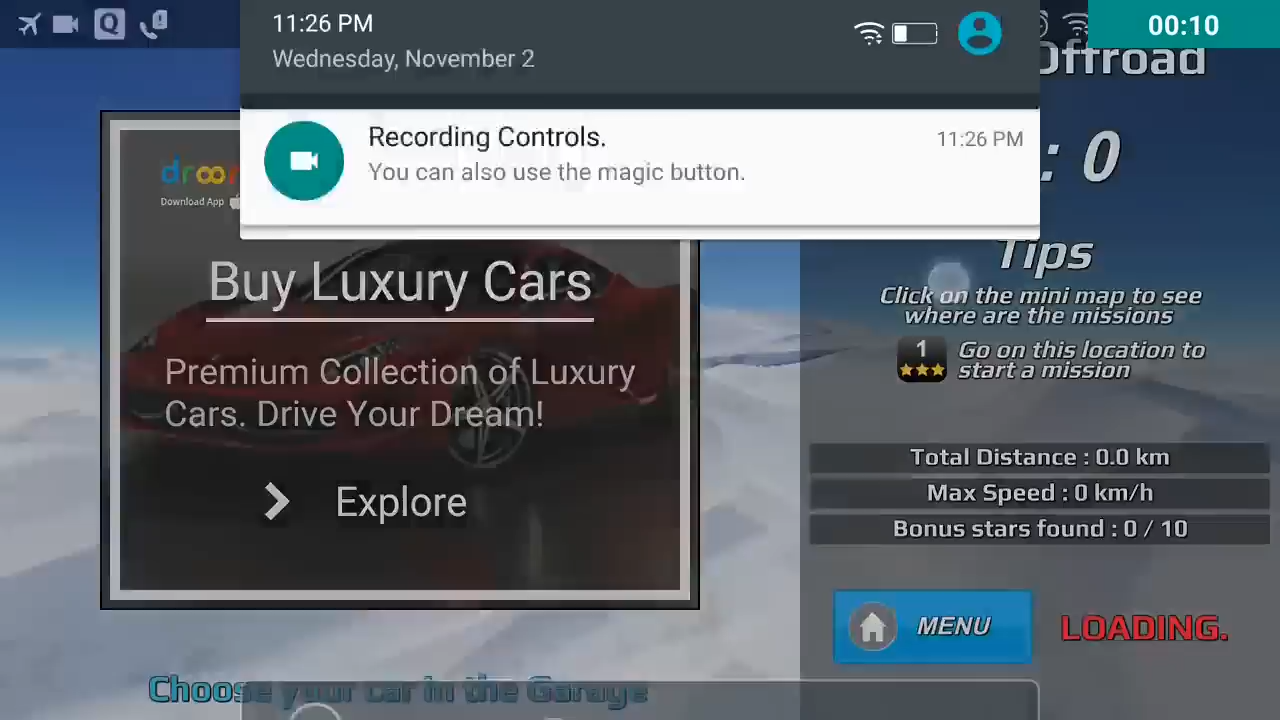 11:26 PM
Wednesday, November 2
00:10
Offroad
Recording Controls.
11:26 PM
You can also use the magic button.
: 0
droo
Download App
Buy Luxury Cars
Premium Collection of Luxury
Cars. Drive Your Dream!
Explore
Tips
Click on the mini map to see
where are the missions
1
Go on this location to
start a mission
Total Distance : 0.0 km
Max Speed : 0 km/h
Bonus stars found : 0 / 10
MENU
LOADING.
Choose your car in the Garage